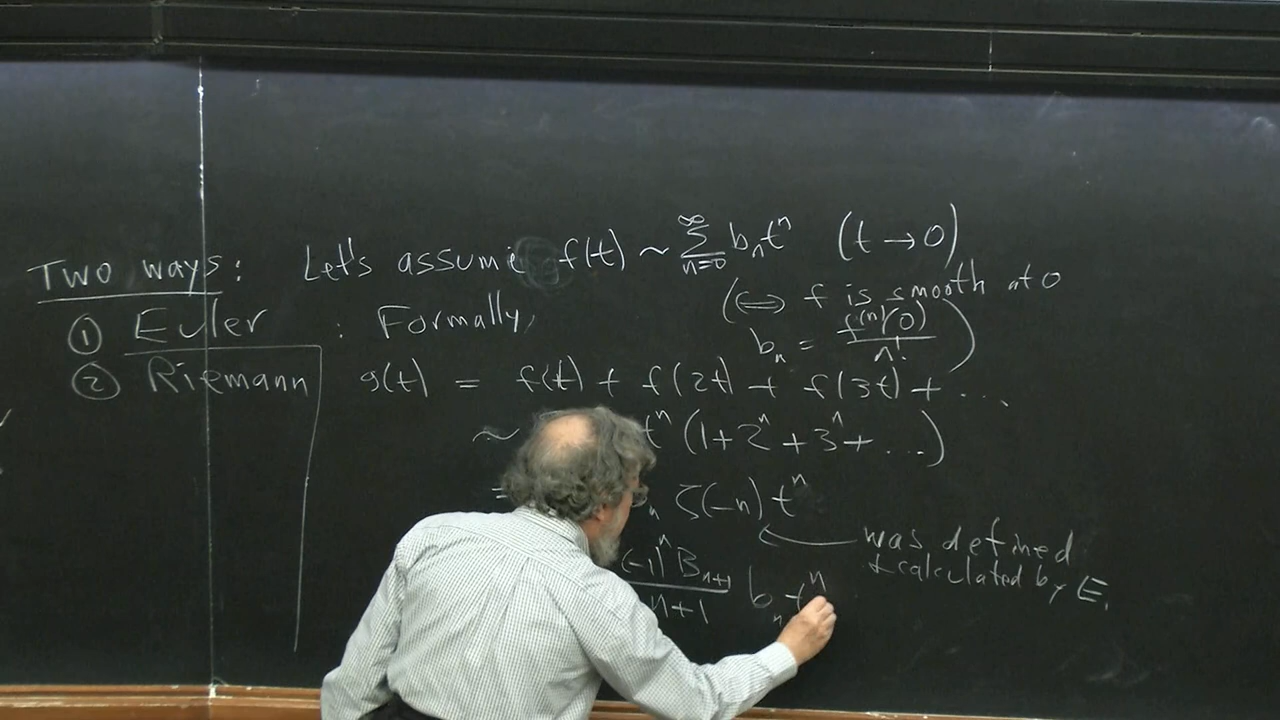 Two ways: Let's assume f(t) ~ ∑_{n=0}^{∞} b_n t^n (t → 0)
(⟺ f is smooth at 0
b_n = f^{(n)}(0) / n! )
① Euler : Formally,
② Riemann g(t) = f(t) + f(2t) + f(3t) + ...
~ t^n (1 + 2^n + 3^n + ...)
= _n ζ(-n) t^n
was defined
& calculated by E.
(-1)^n B_{n+1} / n+1 b_n t^n